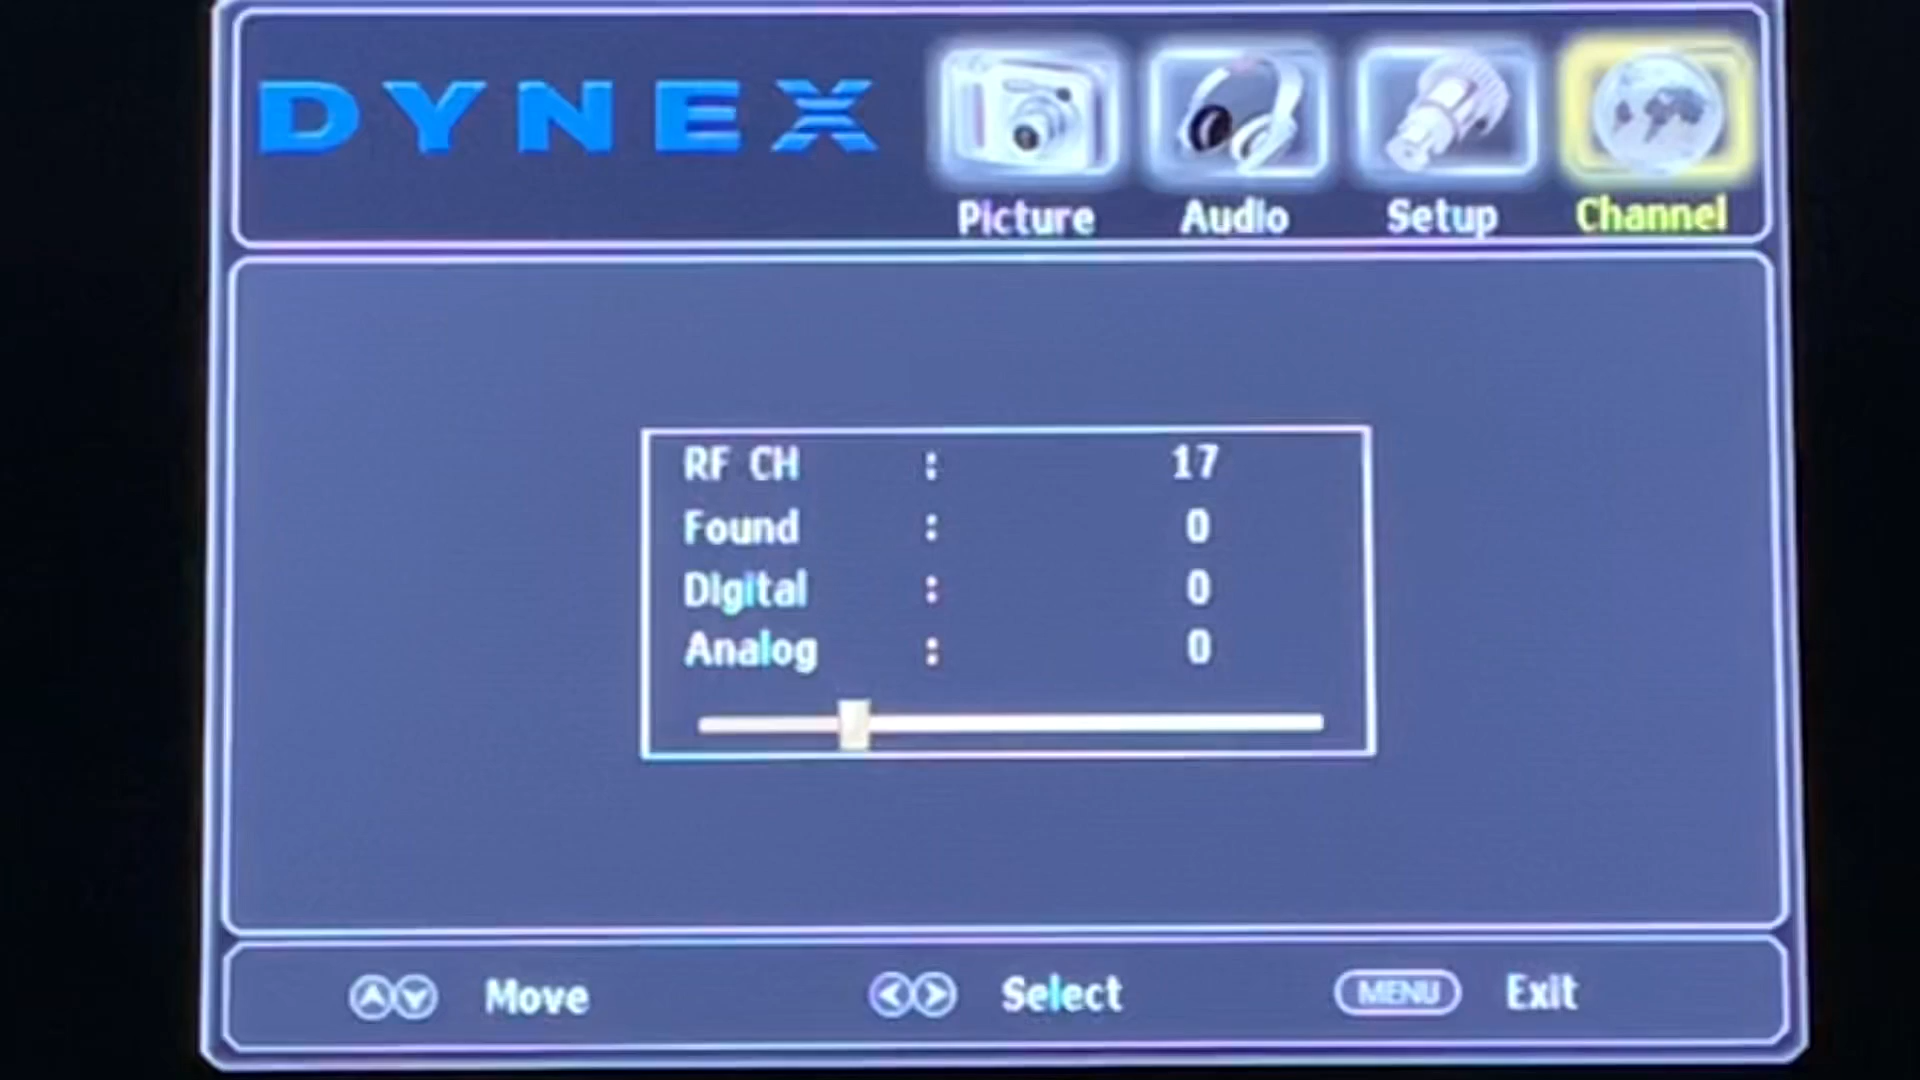 DYNEX
Picture Audio Setup Channel
RF CH : 17
Found : 0
Digital : 0
Analog : 0
Move Select MENU Exit